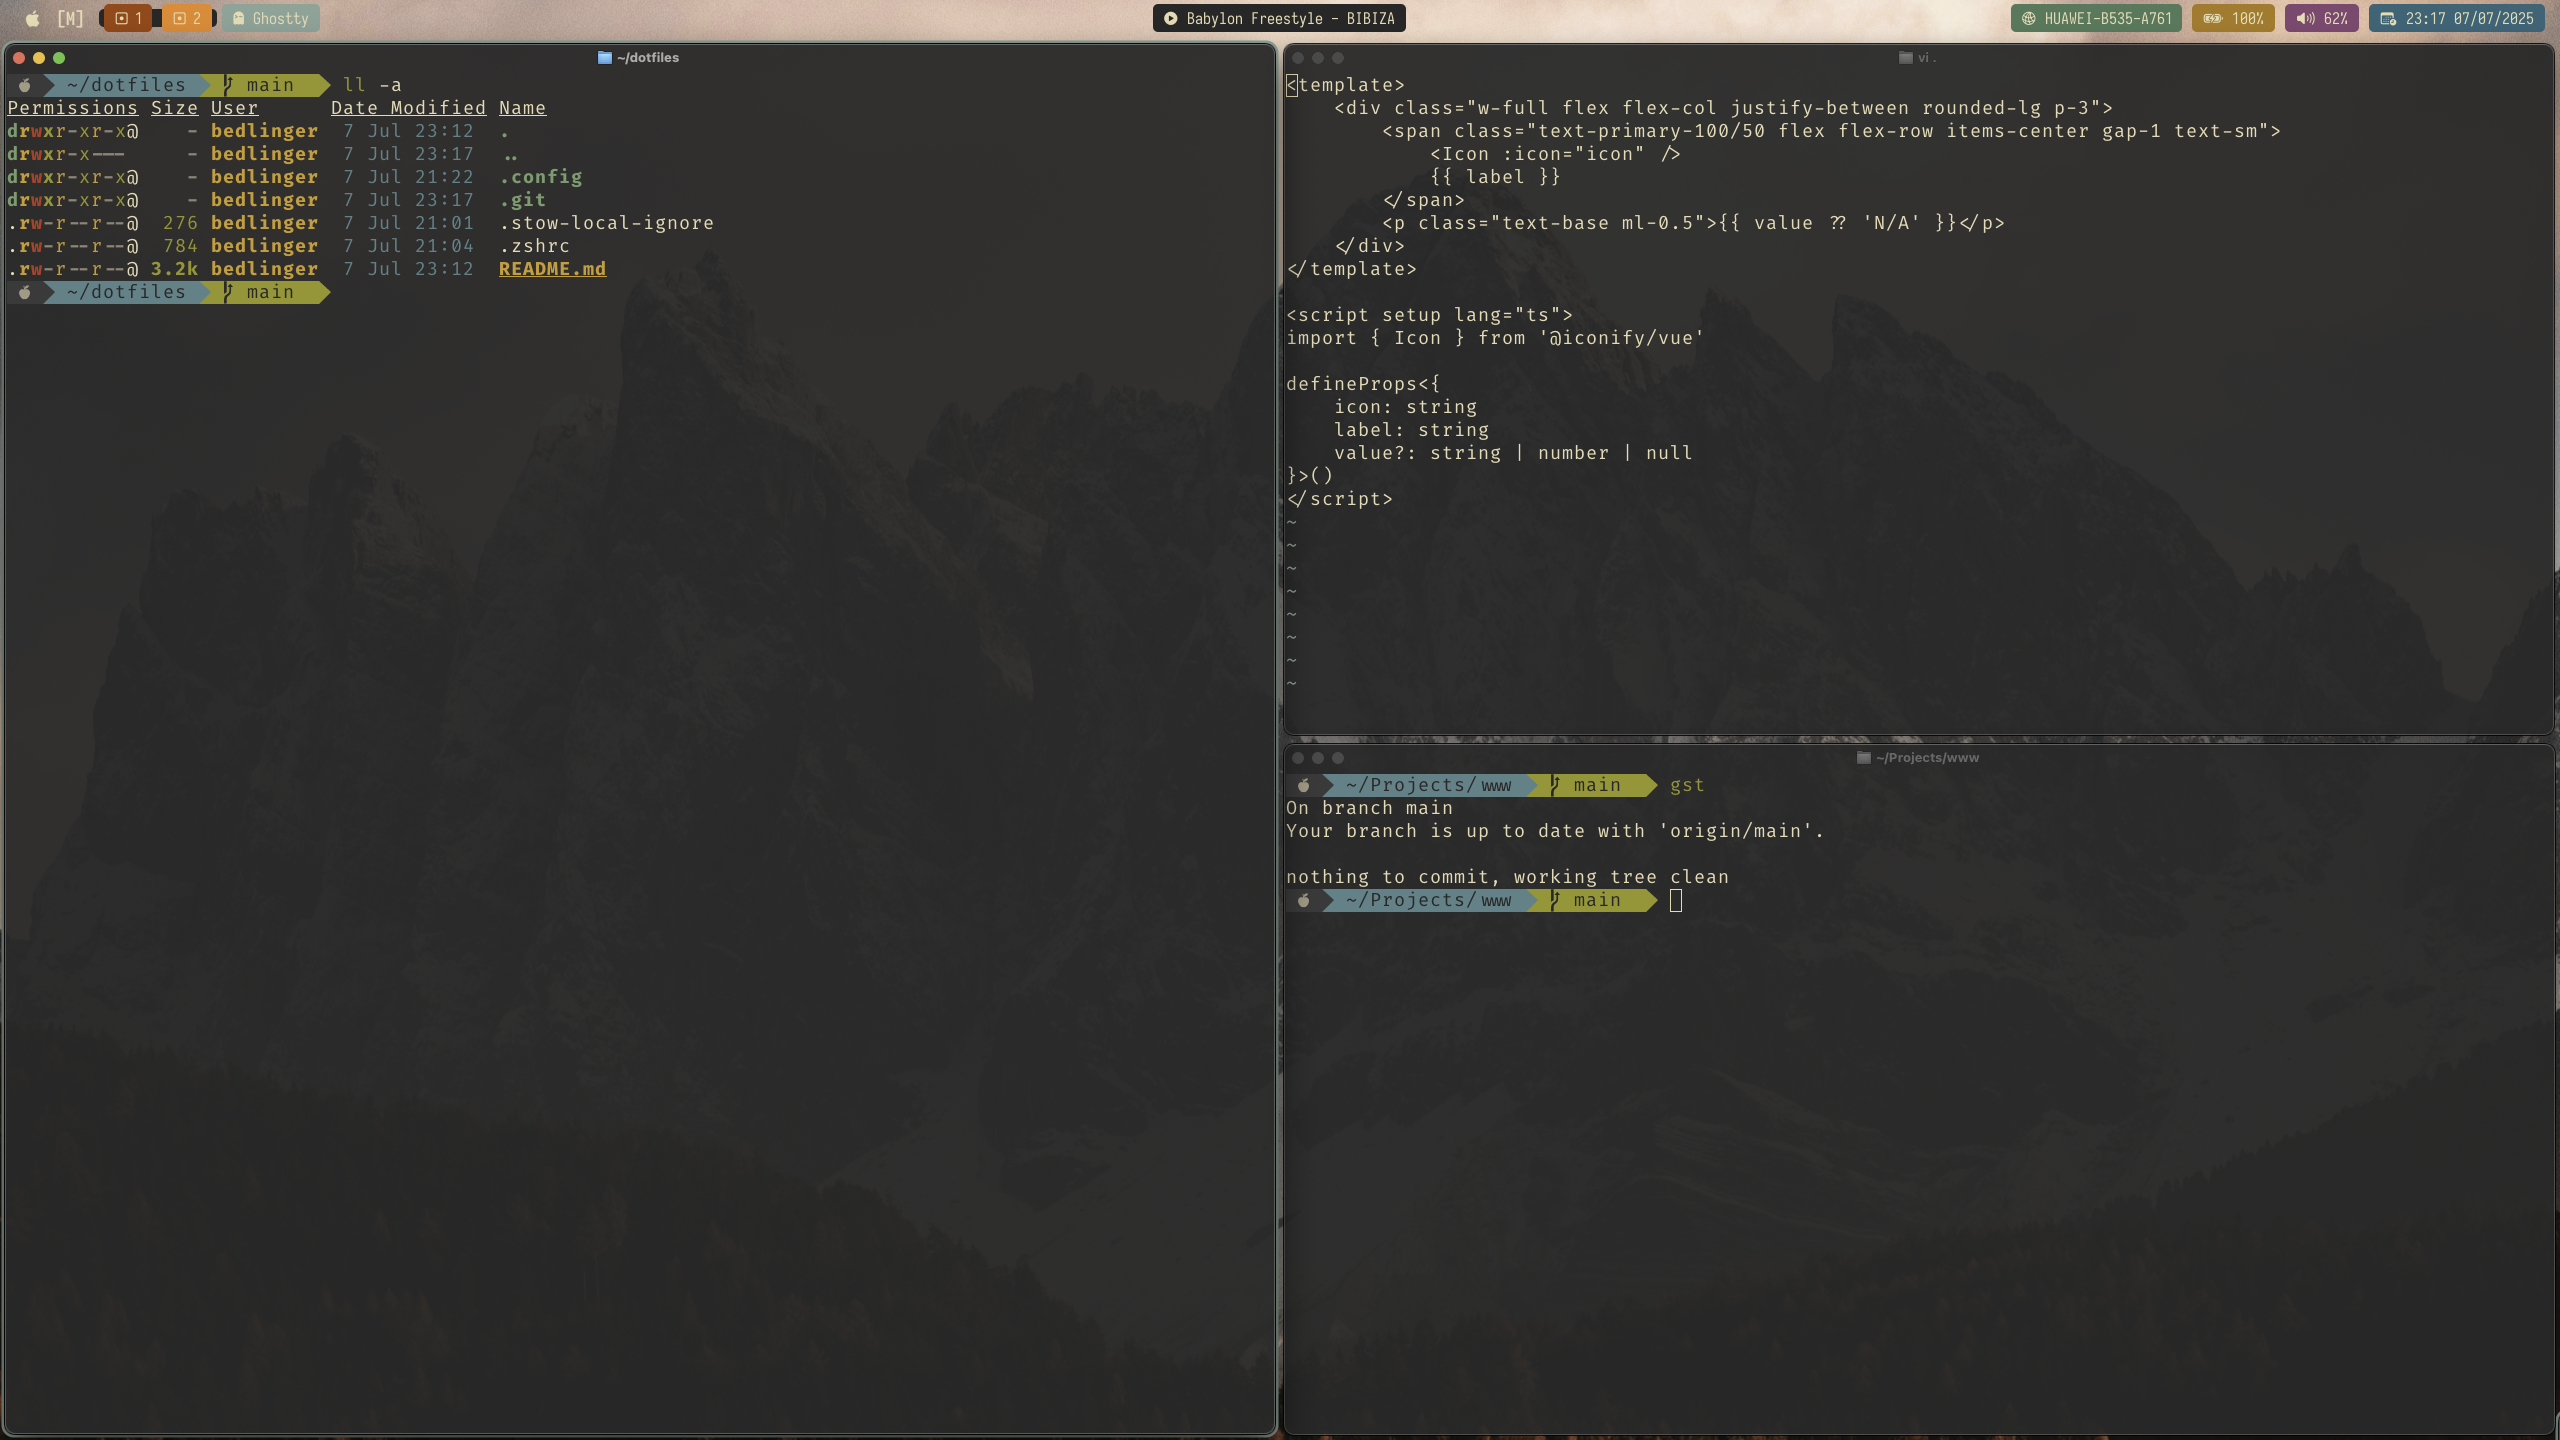 [M] 1 2 Ghostty
Babylon Freestyle - BIBIZA
HUAWEI-B535-A761 100% 62% 23:17 07/07/2025
~/dotfiles
~/dotfiles main ll -a
Permissions Size User Date Modified Name
drwxr-xr-x@ - bedlinger 7 Jul 23:12 .
drwxr-x--- - bedlinger 7 Jul 23:17 ..
drwxr-xr-x@ - bedlinger 7 Jul 21:22 .config
drwxr-xr-x@ - bedlinger 7 Jul 23:17 .git
.rw-r--r--@ 276 bedlinger 7 Jul 21:01 .stow-local-ignore
.rw-r--r--@ 784 bedlinger 7 Jul 21:04 .zshrc
.rw-r--r--@ 3.2k bedlinger 7 Jul 23:12 README.md
~/dotfiles main
vi .
<template>
    <div class="w-full flex flex-col justify-between rounded-lg p-3">
        <span class="text-primary-100/50 flex flex-row items-center gap-1 text-sm">
            <Icon :icon="icon" />
            {{ label }}
        </span>
        <p class="text-base ml-0.5">{{ value ?? 'N/A' }}</p>
    </div>
</template>
<script setup lang="ts">
import { Icon } from '@iconify/vue'
defineProps<{
    icon: string
    label: string
    value?: string | number | null
}>()
</script>
~
~
~
~
~
~
~
~
~/Projects/www
~/Projects/www main gst
On branch main
Your branch is up to date with 'origin/main'.
nothing to commit, working tree clean
~/Projects/www main